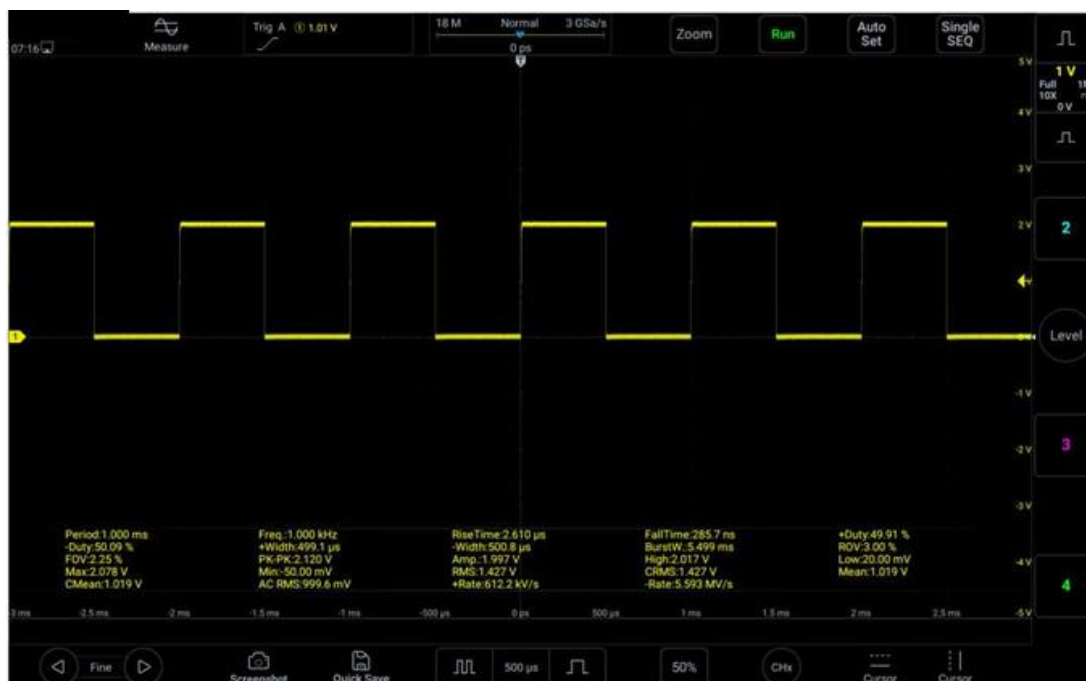 18 M Normal 3 GSa/s
Trig A ① 1.01 V
Zoom
Run
Auto
Set
Single
SEQ
07:16
Measure
0 ps
T
5 V
1 V
Full
10X
0 V
4 V
3 V
2 V
2
Level
1
-1 V
-2 V
3
-3 V
Period:1.000 ms Freq.:1.000 kHz RiseTime:2.610 µs FallTime:285.7 ns +Duty:49.91 %
-Duty:50.09 % +Width:499.1 µs -Width:500.8 µs BurstW.:5.499 ms ROV:3.00 %
FOV:2.25 % PK-PK:2.120 V Amp.:1.997 V High:2.017 V Low:20.00 mV
Max:2.078 V Min:-50.00 mV RMS:1.427 V CRMS:1.427 V Mean:1.019 V
CMean:1.019 V AC RMS:999.6 mV +Rate:612.2 kV/s -Rate:5.593 MV/s
-4 V
4
-3 ms -2.5 ms -2 ms -1.5 ms -1 ms -500 µs 0 ps 500 µs 1 ms 1.5 ms 2 ms 2.5 ms -5 V
Fine
Screenshot
Quick Save
500 µs
50%
CHx
Cursor
Cursor